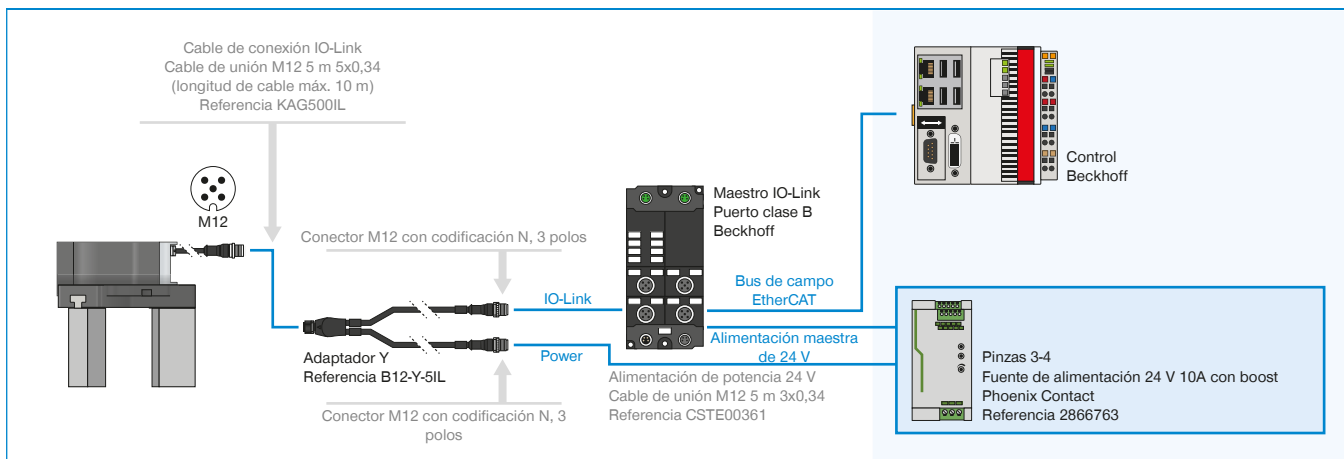 Cable de conexión IO-Link
Cable de unión M12 5 m 5x0,34
(longitud de cable máx. 10 m)
Referencia KAG500IL
M12
Conector M12 con codificación N, 3 polos
IO-Link
Power
Adaptador Y
Referencia B12-Y-5IL
Conector M12 con codificación N, 3
polos
Maestro IO-Link
Puerto clase B
Beckhoff
Bus de campo
EtherCAT
Alimentación maestra
de 24 V
Alimentación de potencia 24 V
Cable de unión M12 5 m 3x0,34
Referencia CSTE00361
Control
Beckhoff
Pinzas 3-4
Fuente de alimentación 24 V 10A con boost
Phoenix Contact
Referencia 2866763